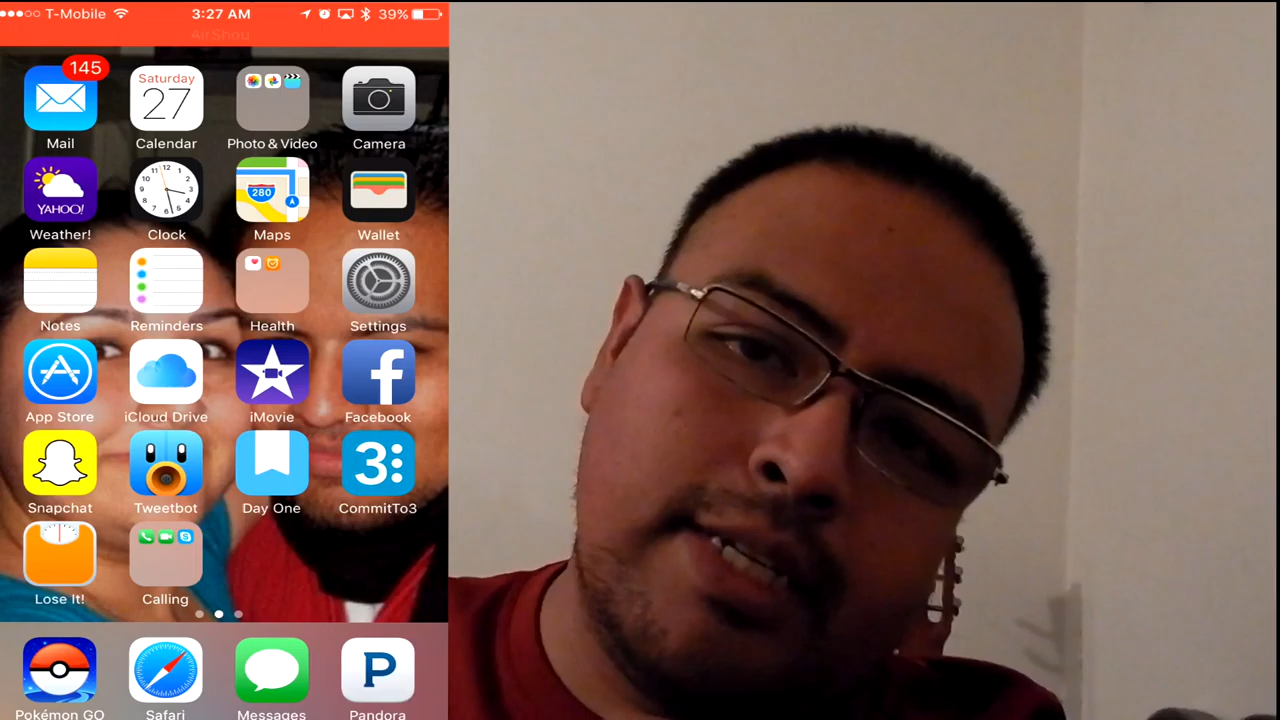 T-Mobile 3:27 AM 39%
AirShou
145
Saturday
27
Mail Calendar Photo & Video Camera
280
YAHOO!
Weather! Clock Maps Wallet
Notes Reminders Health Settings
App Store iCloud Drive iMovie Facebook
3
Snapchat Tweetbot Day One CommitTo3
Lose It! Calling
P
Pokémon GO Safari Messages Pandora